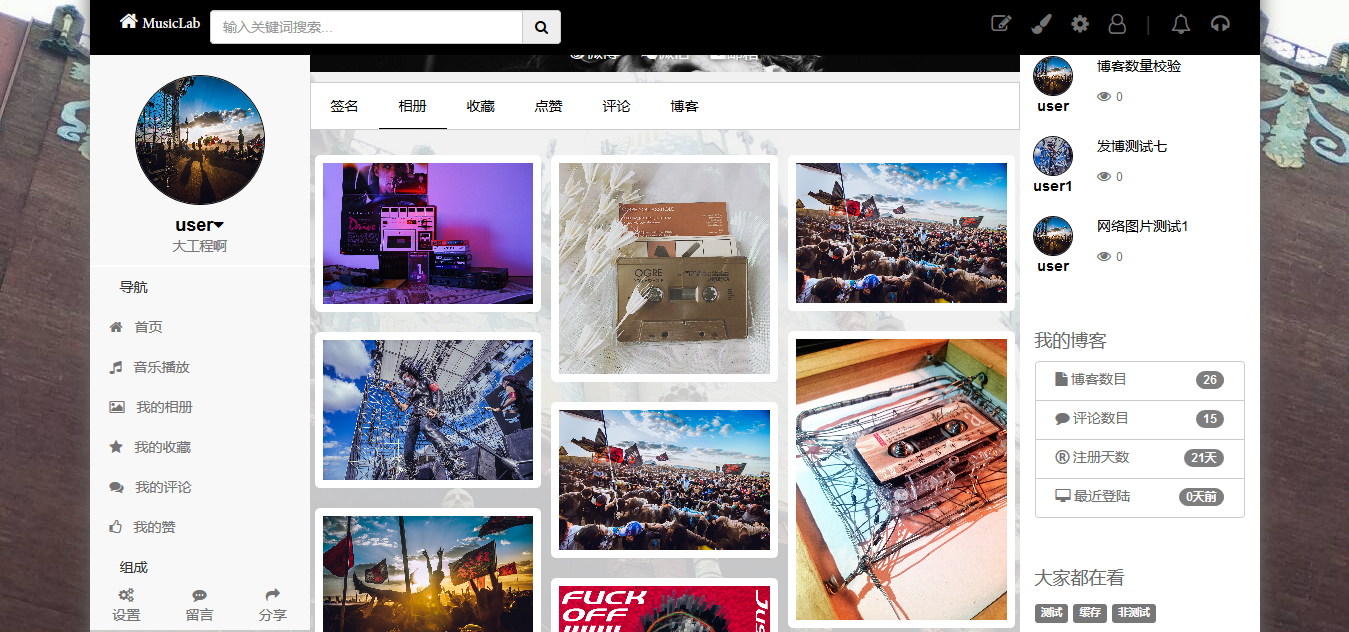 MusicLab
输入关键词搜索...
微博 微信 邮箱
签名 相册 收藏 点赞 评论 博客
user
大工程啊
导航
首页
音乐播放
我的相册
我的收藏
我的评论
我的赞
组成
设置 留言 分享
OGRE
FUCK
OFF
博客数量校验
0
user
发博测试七
0
user1
网络图片测试1
0
user
我的博客
博客数目 26
评论数目 15
注册天数 21天
最近登陆 0天前
大家都在看
测试 缓存 非测试